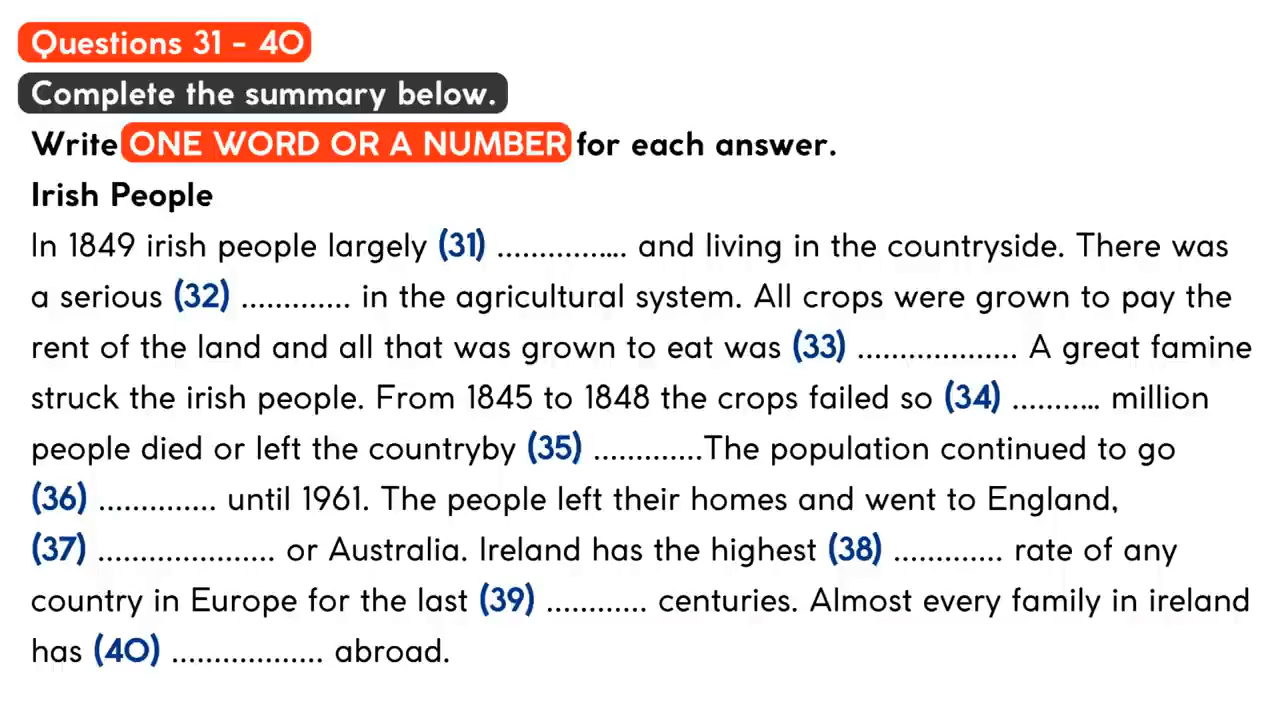 Questions 31 - 40
Complete the summary below.
Write ONE WORD OR A NUMBER for each answer.
Irish People
In 1849 irish people largely (31) ............... and living in the countryside. There was
a serious (32) ............. in the agricultural system. All crops were grown to pay the
rent of the land and all that was grown to eat was (33) ................... A great famine
struck the irish people. From 1845 to 1848 the crops failed so (34) .......... million
people died or left the countryby (35) .............The population continued to go
(36) .............. until 1961. The people left their homes and went to England,
(37) ..................... or Australia. Ireland has the highest (38) ............. rate of any
country in Europe for the last (39) ............ centuries. Almost every family in ireland
has (40) .................. abroad.